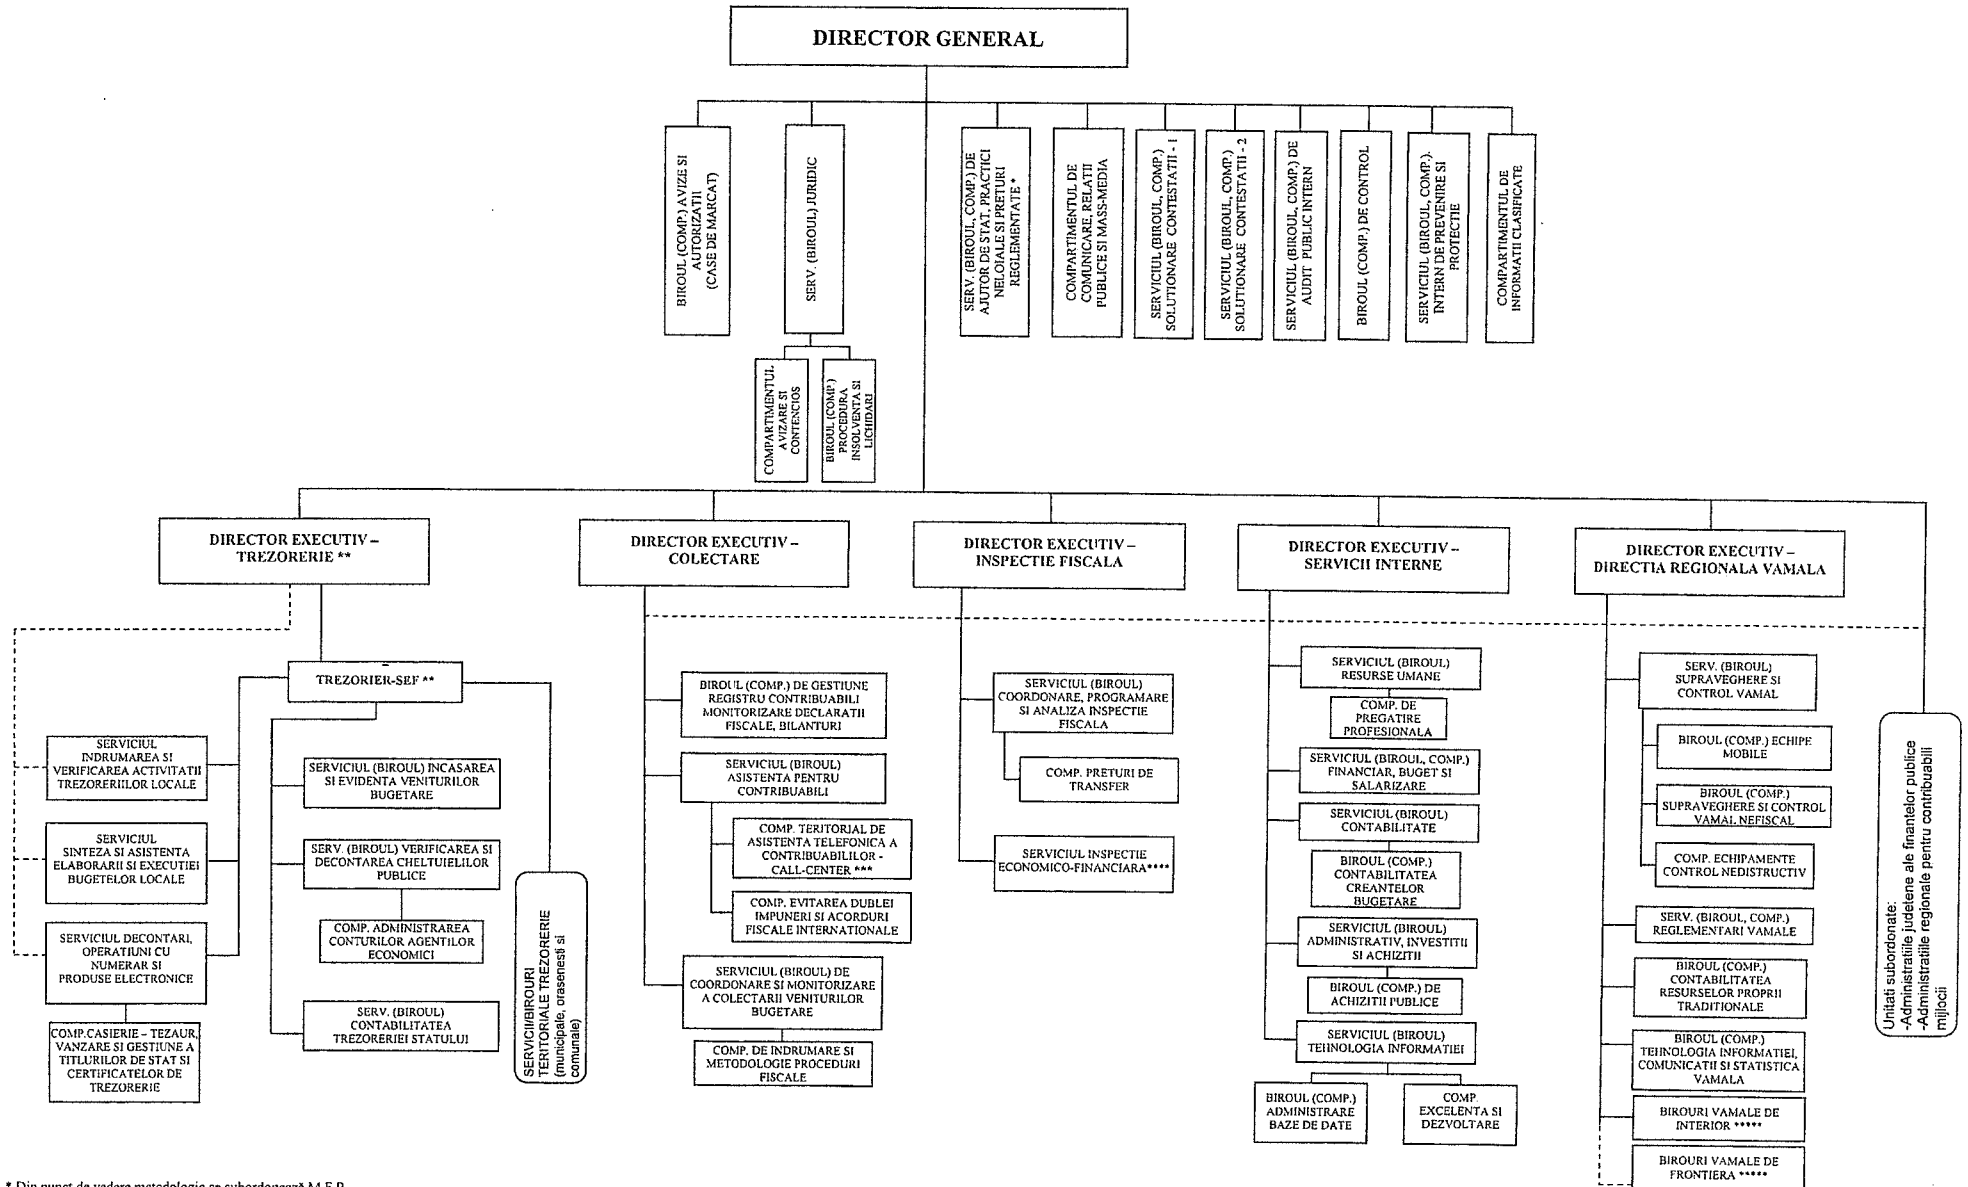 DIRECTOR GENERAL
BIROUL (COMP.) AVIZE SI
AUTORIZATII
(CASE DE MARCAT)
SERV. (BIROUL) JURIDIC
SERV. (BIROUL, COMP.) DE
AJUTOR DE STAT, PRACTICI
NELOIALE SI PRETURI
REGLEMENTATE *
COMPARTIMENTUL DE
COMUNICARE, RELATII
PUBLICE SI MASS-MEDIA
SERVICIUL (BIROUL, COMP.)
SOLUTIONARE CONTESTATII - 1
SERVICIUL (BIROUL, COMP.)
SOLUTIONARE CONTESTATII - 2
SERVICIUL (BIROUL, COMP.) DE
AUDIT PUBLIC INTERN
BIROUL (COMP.) DE CONTROL
SERVICIUL (BIROUL, COMP.).
INTERN DE PREVENIRE SI
PROTECTIE
COMPARTIMENTUL DE
INFORMATII CLASIFICATE
COMPARTIMENTUL
AVIZARE SI
CONTENCIOS
BIROUL (COMP.)
PROCEDURA
INSOLVENTA SI
LICHIDARI
DIRECTOR EXECUTIV –
TREZORERIE **
DIRECTOR EXECUTIV –
COLECTARE
DIRECTOR EXECUTIV –
INSPECTIE FISCALA
DIRECTOR EXECUTIV –
SERVICII INTERNE
DIRECTOR EXECUTIV –
DIRECTIA REGIONALA VAMALA
TREZORIER-SEF **
SERVICIUL
INDRUMAREA SI
VERIFICAREA ACTIVITATII
TREZORERIILOR LOCALE
SERVICIUL
SINTEZA SI ASISTENTA
ELABORARII SI EXECUTIEI
BUGETELOR LOCALE
SERVICIUL DECONTARI,
OPERATIUNI CU
NUMERAR SI
PRODUSE ELECTRONICE
COMP.CASIERIE – TEZAUR,
VANZARE SI GESTIUNE A
TITLURILOR DE STAT SI
CERTIFICATELOR DE
TREZORERIE
SERVICIUL (BIROUL) INCASAREA
SI EVIDENTA VENITURILOR
BUGETARE
SERV. (BIROUL) VERIFICAREA SI
DECONTAREA CHELTUIELILOR
PUBLICE
COMP. ADMINISTRAREA
CONTURILOR AGENTILOR
ECONOMICI
SERV. (BIROUL)
CONTABILITATEA
TREZORERIEI STATULUI
SERVICII/BIROURI
TERITORIALE TREZORERIE
(municipale, orasenesti si
comunale)
BIROUL (COMP.) DE GESTIUNE
REGISTRU CONTRIBUABILI
MONITORIZARE DECLARATII
FISCALE, BILANTURI
SERVICIUL (BIROUL)
ASISTENTA PENTRU
CONTRIBUABILI
COMP. TERITORIAL DE
ASISTENTA TELEFONICA A
CONTRIBUABILILOR -
CALL-CENTER ***
COMP. EVITAREA DUBLEI
IMPUNERI SI ACORDURI
FISCALE INTERNATIONALE
SERVICIUL (BIROUL) DE
COORDONARE SI MONITORIZARE
A COLECTARII VENITURILOR
BUGETARE
COMP. DE INDRUMARE SI
METODOLOGIE PROCEDURI
FISCALE
SERVICIUL (BIROUL)
COORDONARE, PROGRAMARE
SI ANALIZA INSPECTIE
FISCALA
COMP. PRETURI DE
TRANSFER
SERVICIUL INSPECTIE
ECONOMICO-FINANCIARA****
SERVICIUL (BIROUL)
RESURSE UMANE
COMP. DE
PREGATIRE
PROFESIONALA
SERVICIUL (BIROUL, COMP.)
FINANCIAR, BUGET SI
SALARIZARE
SERVICIUL (BIROUL)
CONTABILITATE
BIROUL (COMP.)
CONTABILITATEA
CREANTELOR
BUGETARE
SERVICIUL (BIROUL)
ADMINISTRATIV, INVESTITII
SI ACHIZITII
BIROUL (COMP.) DE
ACHIZITII PUBLICE
SERVICIUL (BIROUL)
TEHNOLOGIA INFORMATIEI
BIROUL (COMP.)
ADMINISTRARE
BAZE DE DATE
COMP.
EXCELENTA SI
DEZVOLTARE
SERV. (BIROUL)
SUPRAVEGHERE SI
CONTROL VAMAL
BIROUL (COMP.) ECHIPE
MOBILE
BIROUL (COMP.)
SUPRAVEGHERE SI CONTROL
VAMAL NEFISCAL
COMP. ECHIPAMENTE
CONTROL NEDISTRUCTIV
SERV. (BIROUL, COMP.)
REGLEMENTARI VAMALE
BIROUL (COMP.)
CONTABILITATEA
RESURSELOR PROPRII
TRADITIONALE
BIROUL (COMP.)
TEHNOLOGIA INFORMATIEI,
COMUNICATII SI STATISTICA
VAMALA
BIROURI VAMALE DE
INTERIOR *****
BIROURI VAMALE DE
FRONTIERA *****
Unitati subordonate:
-Administratiile judetene ale finantelor publice
-Administratiile regionale pentru contribuabili
mijlocii
* Din punct de vedere metodologic se subordonează M.F.P.